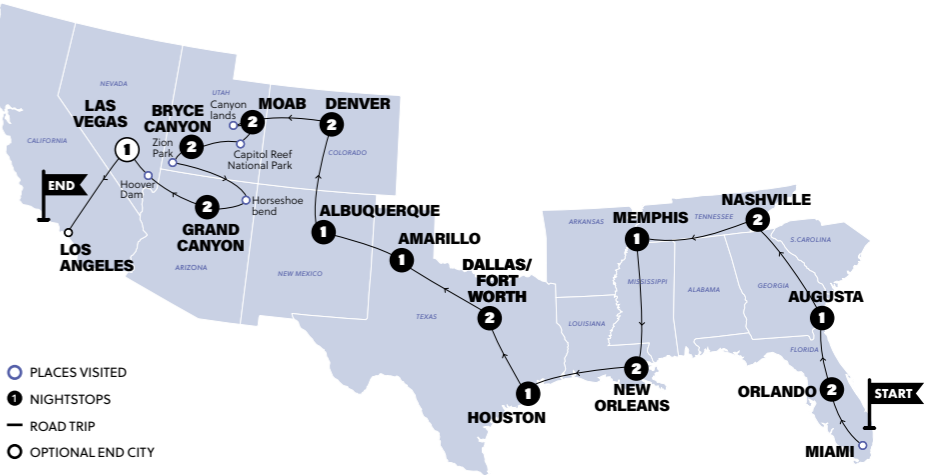 NEVADA
UTAH
LAS
VEGAS
BRYCE
CANYON
Canyon
lands
MOAB
DENVER
CALIFORNIA
Zion
Park
Capitol Reef
National Park
COLORADO
1
2
2
2
END
Hoover
Dam
Horseshoe
bend
2
GRAND
CANYON
LOS
ANGELES
ARIZONA
NEW MEXICO
ALBUQUERQUE
1
AMARILLO
1
DALLAS/
FORT
WORTH
2
TEXAS
ARKANSAS
MEMPHIS
1
TENNESSEE
NASHVILLE
2
S.CAROLINA
MISSISSIPPI
ALABAMA
GEORGIA
AUGUSTA
1
LOUISIANA
FLORIDA
HOUSTON
1
NEW
ORLEANS
2
ORLANDO
2
START
MIAMI
PLACES VISITED
1 NIGHTSTOPS
ROAD TRIP
OPTIONAL END CITY